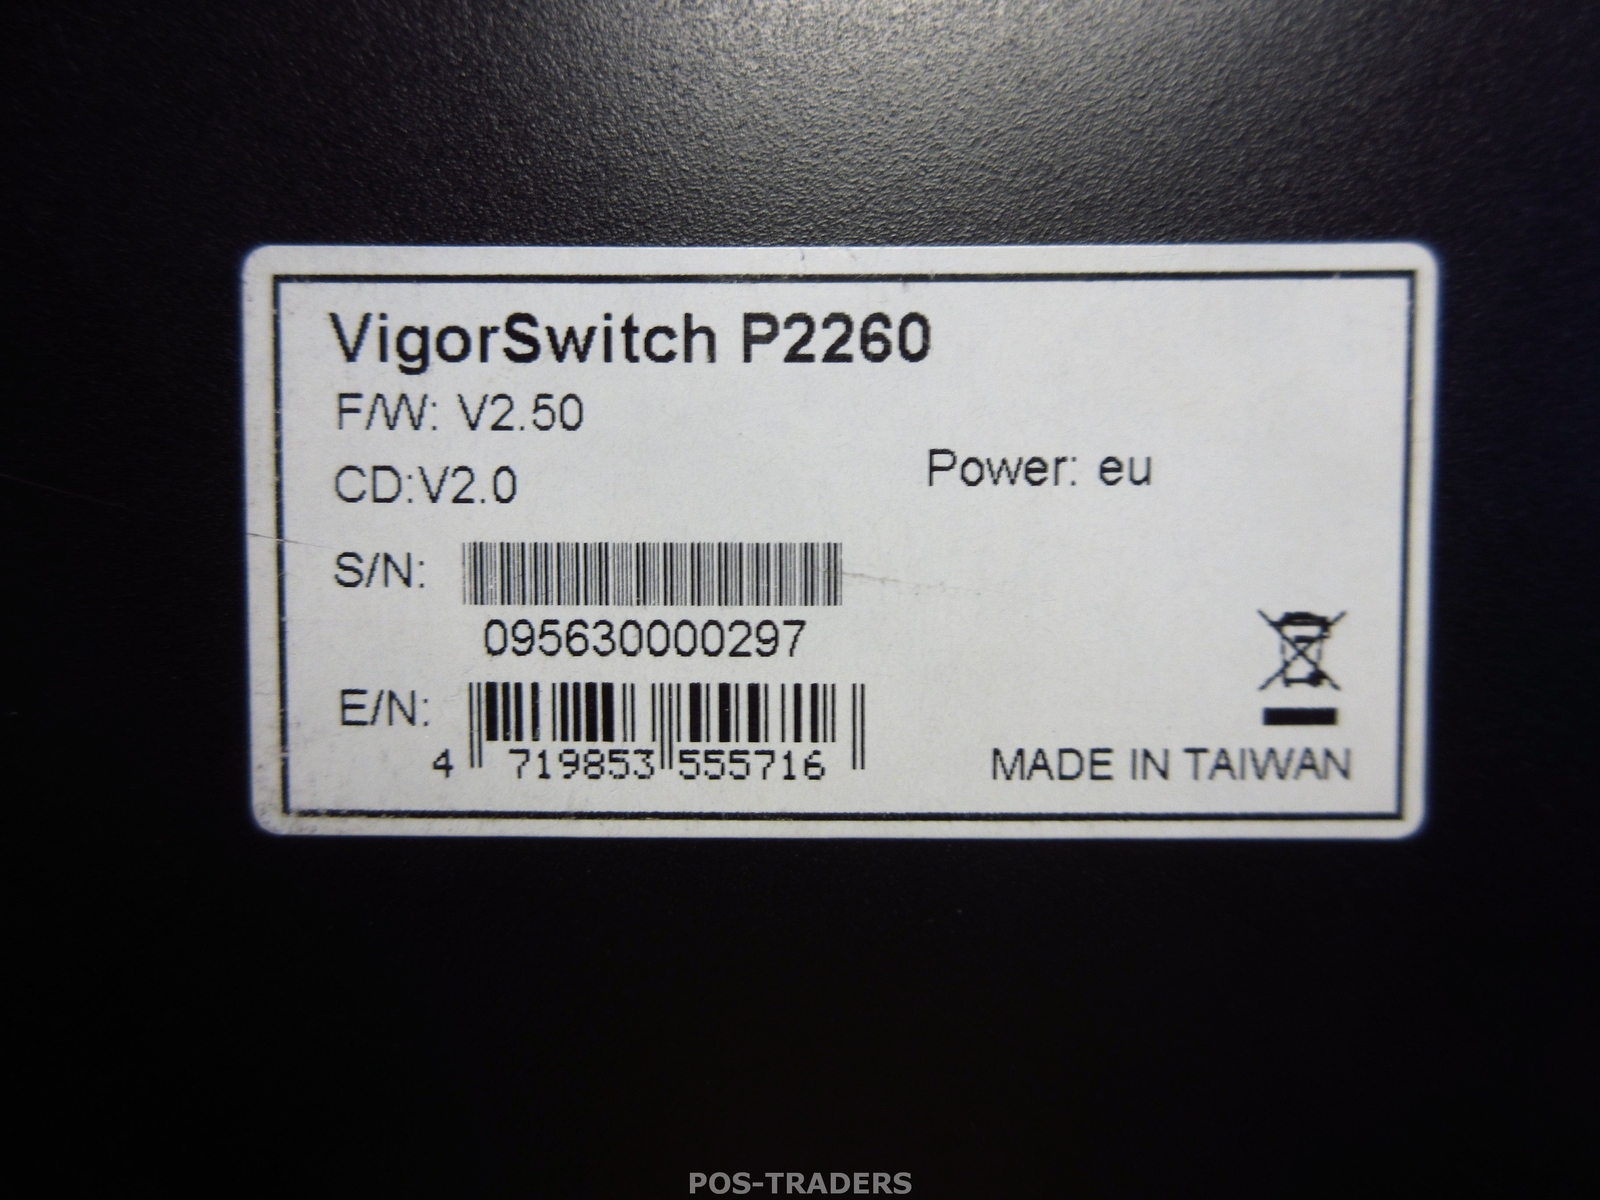 VigorSwitch P2260
F/W: V2.50
CD:V2.0
Power: eu
S/N:
095630000297
E/N:
4 719853 555716
MADE IN TAIWAN
POS-TRADERS